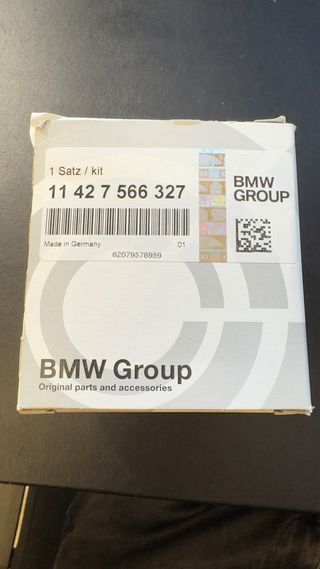 1 Satz / kit
11 42 7 566 327
BMW
GROUP
Made in Germany 01
62079578959
BMW Group
Original parts and accessories